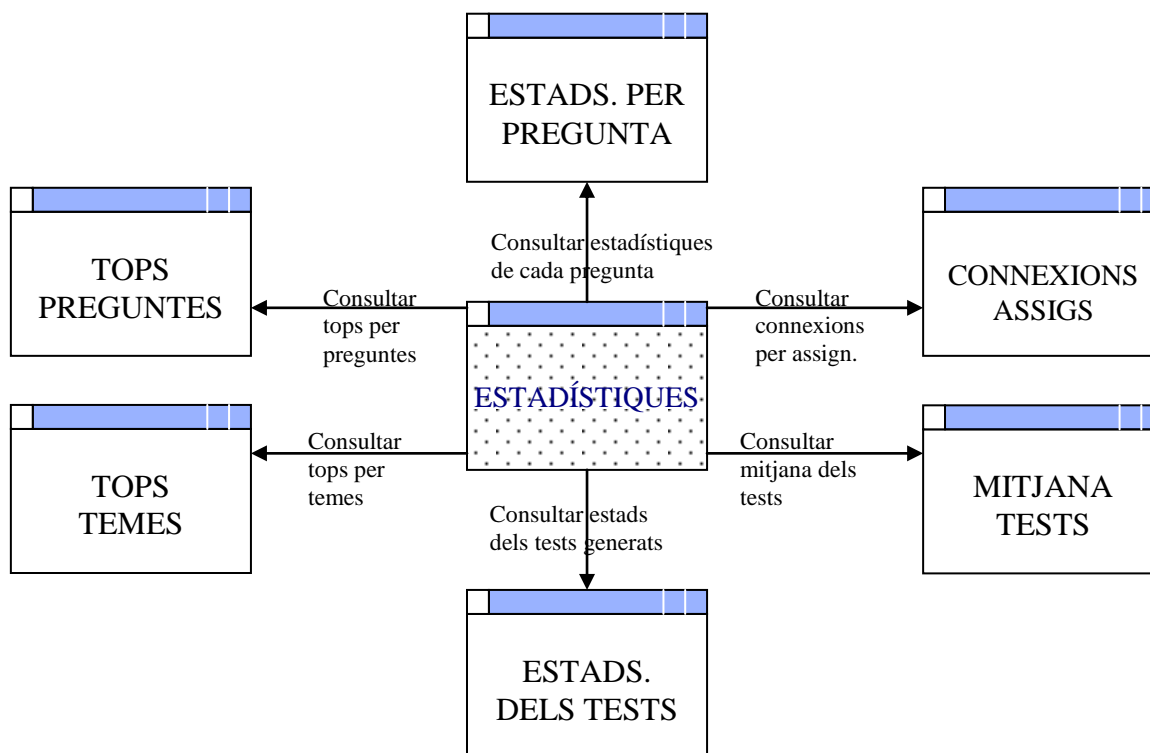 ESTADS. PER
PREGUNTA
Consultar estadístiques
de cada pregunta
TOPS
PREGUNTES
Consultar
tops per
preguntes
Consultar
connexions
per assign.
CONNEXIONS
ASSIGS
ESTADÍSTIQUES
TOPS
TEMES
Consultar
tops per
temes
Consultar
mitjana dels
tests
MITJANA
TESTS
Consultar estads
dels tests generats
ESTADS.
DELS TESTS